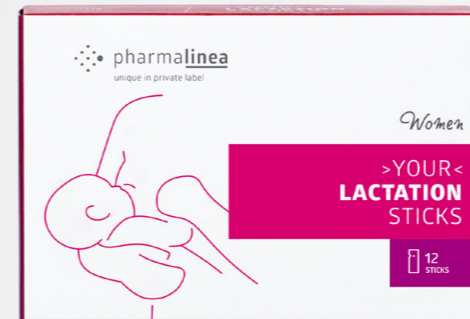 pharmalinea
unique in private label
Women
>YOUR<
LACTATION
STICKS
12
STICKS